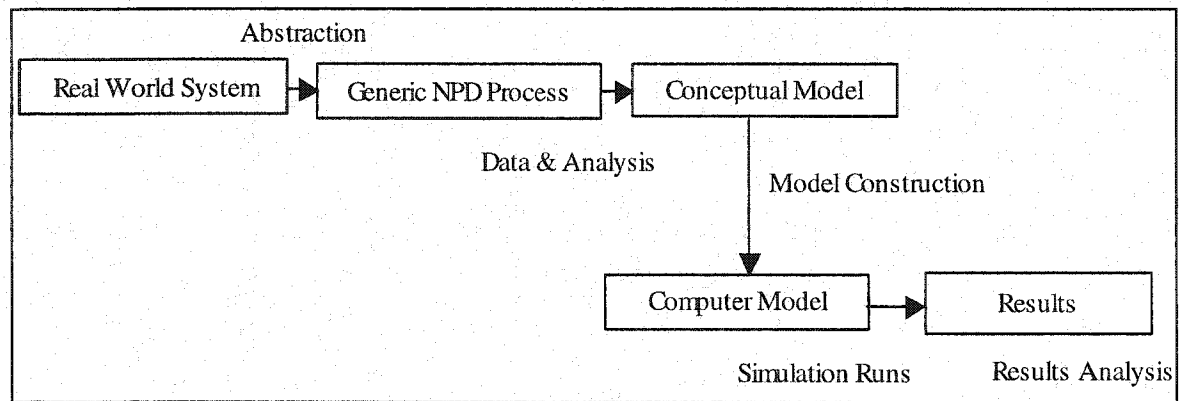 Abstraction
Real World System
Generic NPD Process
Conceptual Model
Data & Analysis
Model Construction
Computer Model
Results
Simulation Runs
Results Analysis